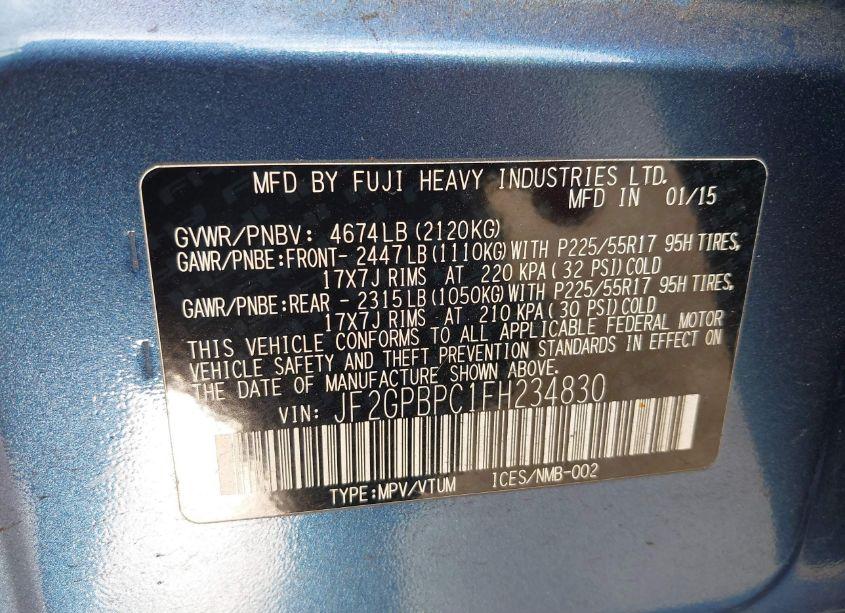 MFD BY FUJI HEAVY INDUSTRIES LTD.
MFD IN 01/15
GVWR/PNBV: 4674LB(2120KG)
GAWR/PNBE:FRONT- 2447LB(1110KG)WITH P225/55R17 95H TIRES,
17X7J RIMS AT 220 KPA(32 PSI)COLD
GAWR/PNBE:REAR - 2315LB(1050KG)WITH P225/55R17 95H TIRES,
17X7J RIMS AT 210 KPA(30 PSI)COLD
THIS VEHICLE CONFORMS TO ALL APPLICABLE FEDERAL MOTOR
VEHICLE SAFETY AND THEFT PREVENTION STANDARDS IN EFFECT ON
THE DATE OF MANUFACTURE SHOWN ABOVE.
VIN: JF2GPBPC1FH234830
TYPE:MPV/VTUM ICES/NMB-002